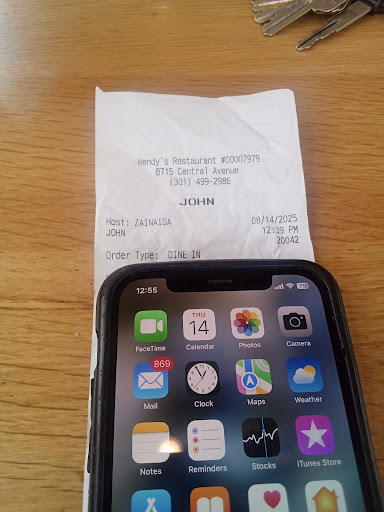 Wendy's Restaurant #00007979
8715 Central Avenue
(301) 499-2986
JOHN
Host: ZAINAISA 08/14/2025
JOHN 12:39 PM
20042
Order Type: DINE IN
12:55
THU
14
FaceTime Calendar Photos Camera
869
Mail Clock Maps Weather
Notes Reminders Stocks iTunes Store